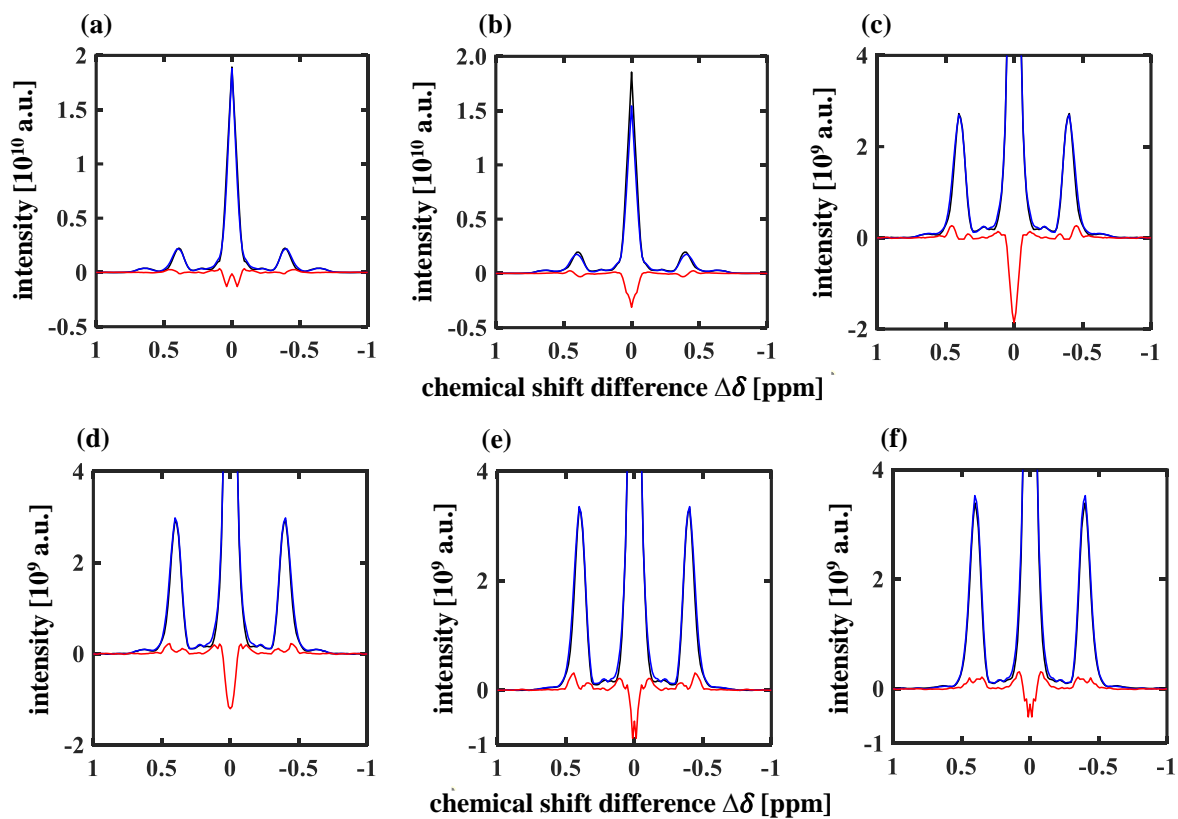 (a) (b) (c)
2 2.0 4
1.5 1.5
1 1.0 2
0.5 0.5
0 0 0
-0.5 -0.5 -2
1 0.5 0 -0.5 -1 1 0.5 0 -0.5 -1 1 0.5 0 -0.5 -1
intensity [10¹⁰ a.u.] intensity [10¹⁰ a.u.] intensity [10⁹ a.u.]
chemical shift difference Δδ [ppm]
(d) (e) (f)
4 4 4
2 2 2
0 0 0
-2 -1 -1
1 0.5 0 -0.5 -1 1 0.5 0 -0.5 -1 1 0.5 0 -0.5 -1
intensity [10⁹ a.u.] intensity [10⁹ a.u.] intensity [10⁹ a.u.]
chemical shift difference Δδ [ppm]